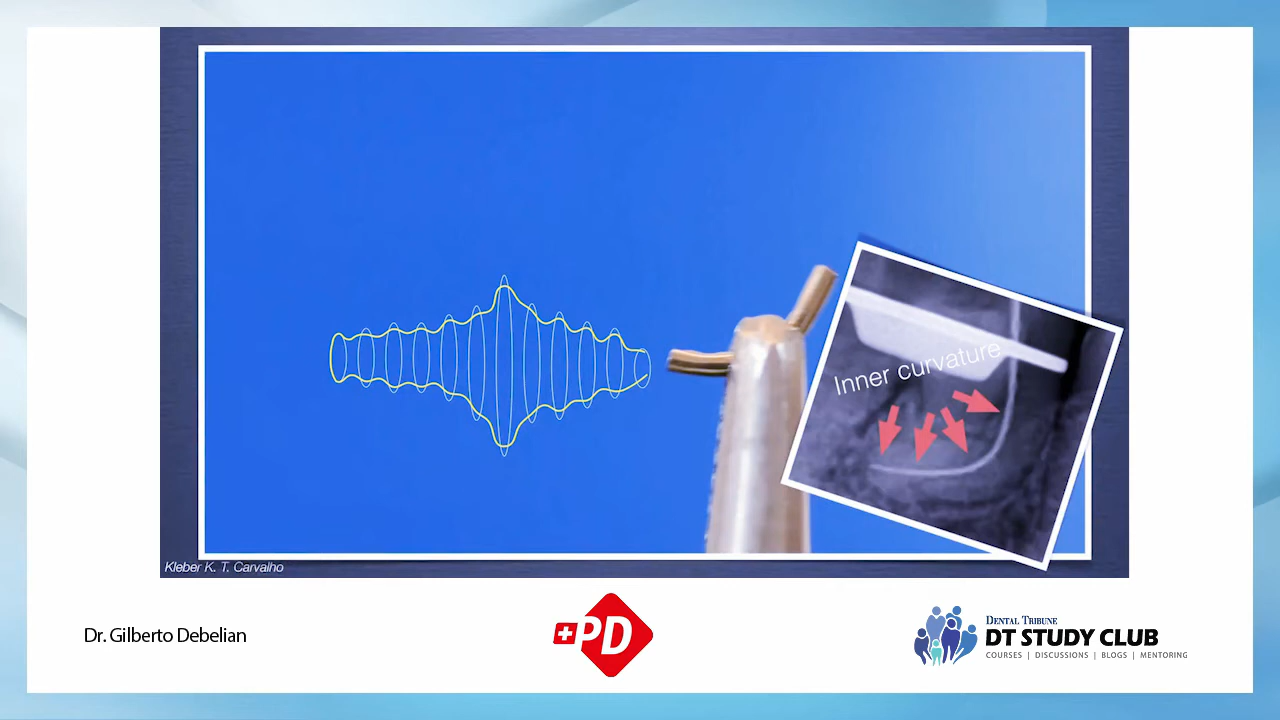 Inner curvature
Kleber K. T. Carvalho
Dr. Gilberto Debelian
PD
DENTAL TRIBUNE
DT STUDY CLUB
COURSES | DISCUSSIONS | BLOGS | MENTORING